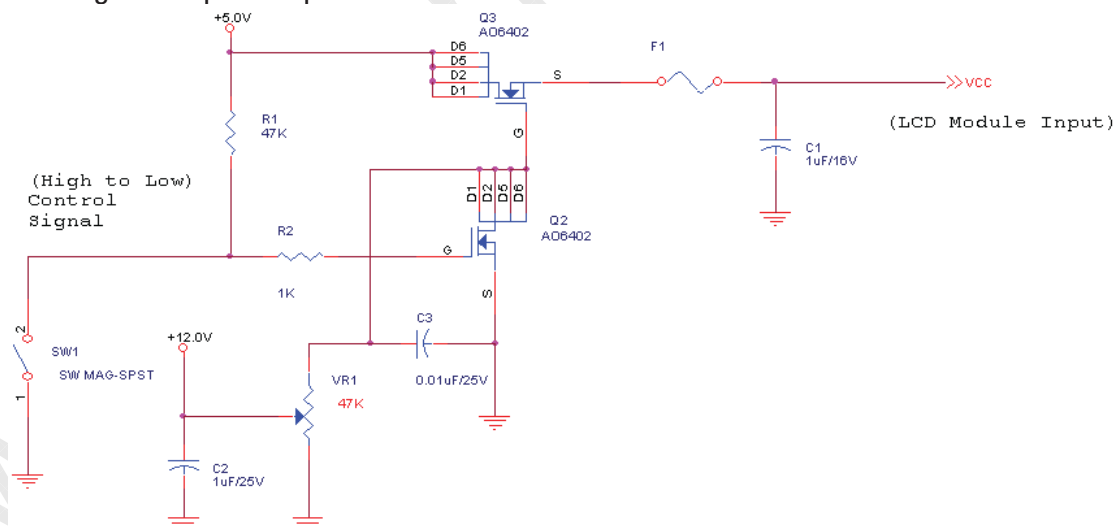 +5.0V
Q3
AO6402
D6
D5
D2
D1
S
G
F1
VCC
(LCD Module Input)
R1
47K
C1
1uF/16V
(High to Low)
Control
Signal
D1
D2
D5
D6
Q2
AO6402
R2
G
1K
S
2
SW1
SW MAG-SPST
1
+12.0V
C3
0.01uF/25V
VR1
47K
C2
1uF/25V